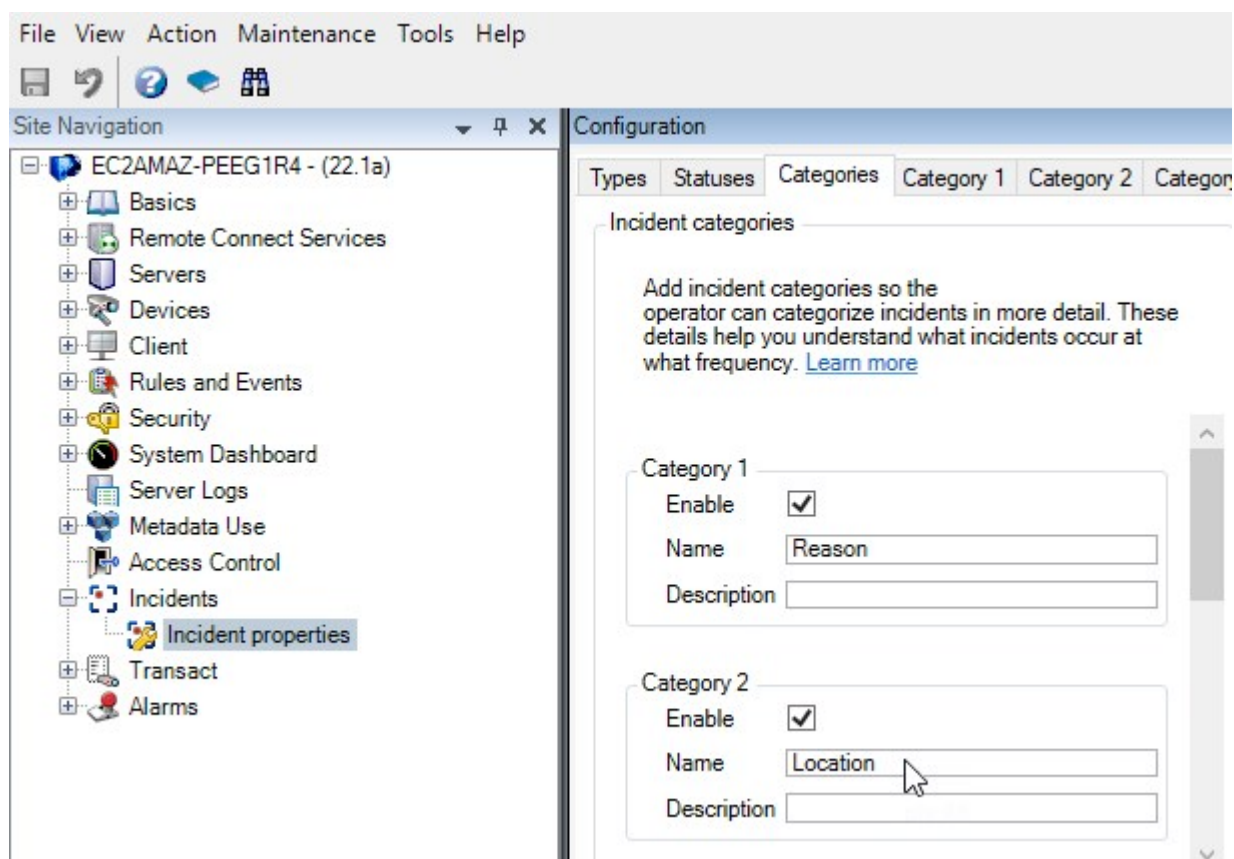 File View Action Maintenance Tools Help
Site Navigation
EC2AMAZ-PEEG1R4 - (22.1a)
Basics
Remote Connect Services
Servers
Devices
Client
Rules and Events
Security
System Dashboard
Server Logs
Metadata Use
Access Control
Incidents
Incident properties
Transact
Alarms
Configuration
Types Statuses Categories Category 1 Category 2 Categor
Incident categories
Add incident categories so the
operator can categorize incidents in more detail. These
details help you understand what incidents occur at
what frequency. Learn more
Category 1
Enable
Name Reason
Description
Category 2
Enable
Name Location
Description